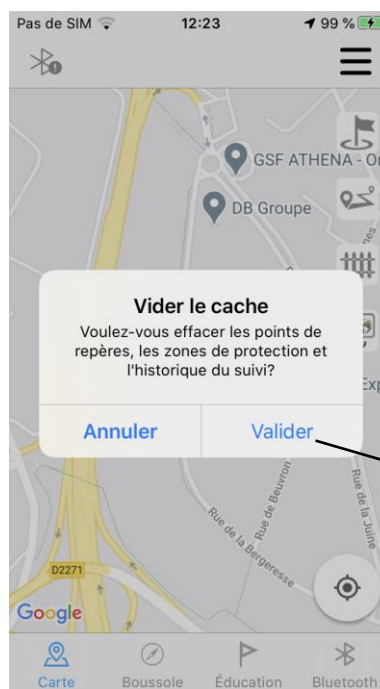 Pas de SIM 12:23 99 %
GSF ATHENA - Or
DB Groupe
Vider le cache
Voulez-vous effacer les points de
repères, les zones de protection et
l'historique du suivi?
Annuler Valider
Exp
Rue de Beuvron
Rue de la Juine
Rue de la Bergeresse
D2271
Google
Carte Boussole Éducation Bluetooth